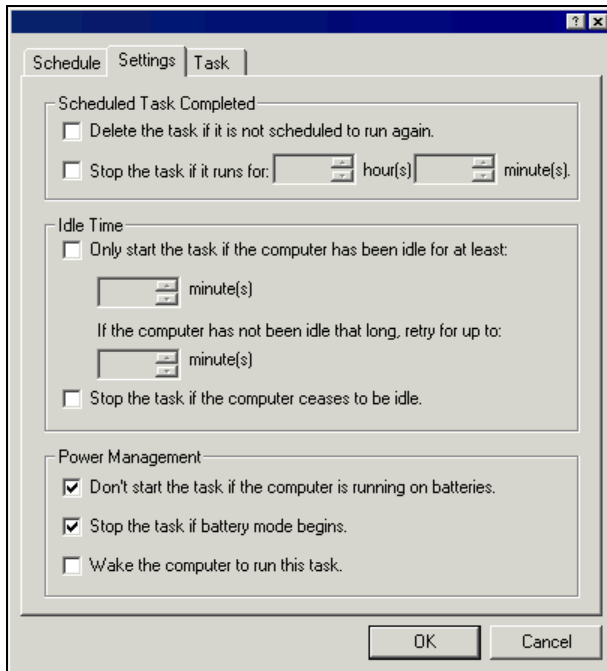 Schedule Settings Task
Scheduled Task Completed
Delete the task if it is not scheduled to run again.
Stop the task if it runs for: hour(s) minute(s).
Idle Time
Only start the task if the computer has been idle for at least:
minute(s)
If the computer has not been idle that long, retry for up to:
minute(s)
Stop the task if the computer ceases to be idle.
Power Management
Don't start the task if the computer is running on batteries.
Stop the task if battery mode begins.
Wake the computer to run this task.
OK Cancel